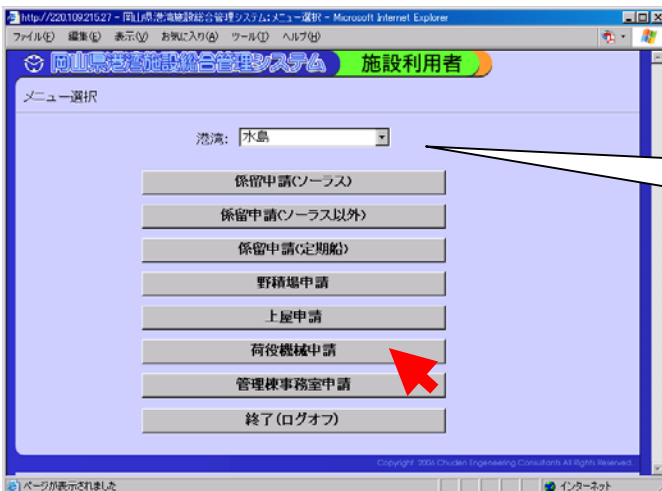 http://220.109.215.27 - 岡山県港湾施設総合管理システム:メニュー選択 - Microsoft Internet Explorer
ファイル(F) 編集(E) 表示(V) お気に入り(A) ツール(T) ヘルプ(H)
岡山県港湾施設総合管理システム 施設利用者
メニュー選択
港湾: 水島
係留申請(ソーラス)
係留申請(ソーラス以外)
係留申請(定期船)
野積場申請
上屋申請
荷役機械申請
管理棟事務室申請
終了(ログオフ)
Copyright 2006 Chuden Engeneering Consultants All Rights Reserved.
ページが表示されました インターネット